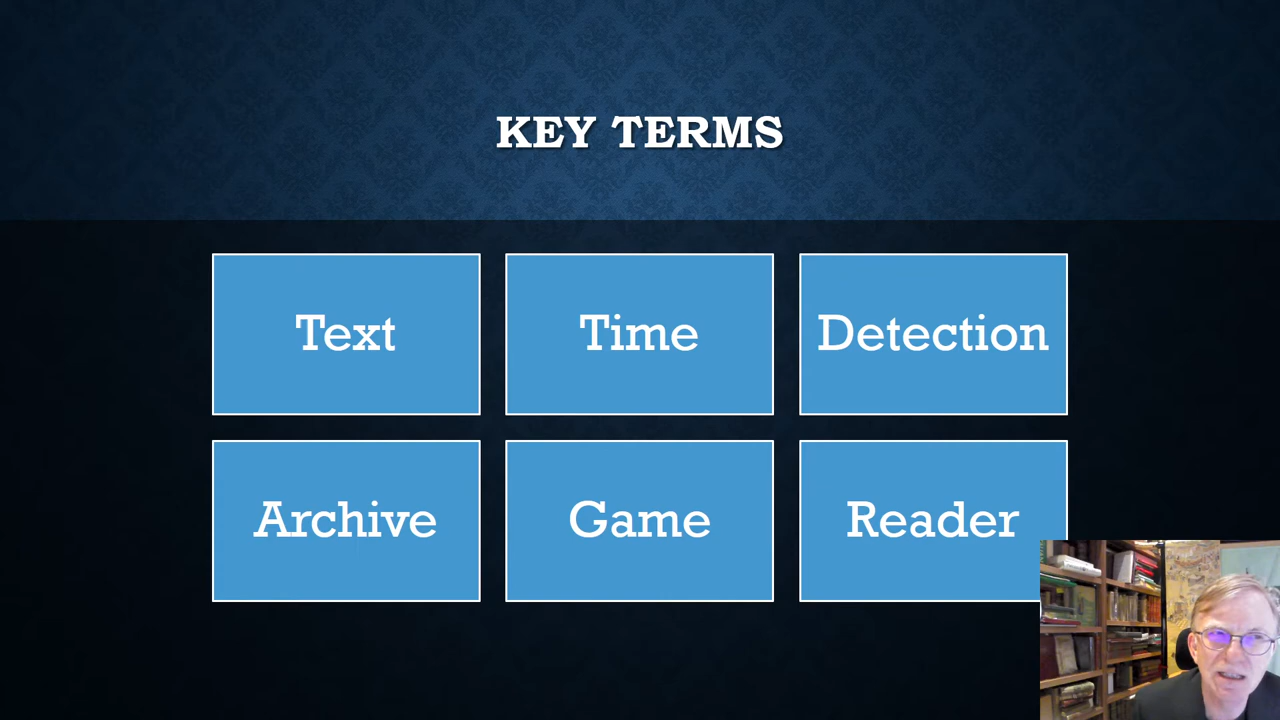 KEY TERMS
Text
Time
Detection
Archive
Game
Reader